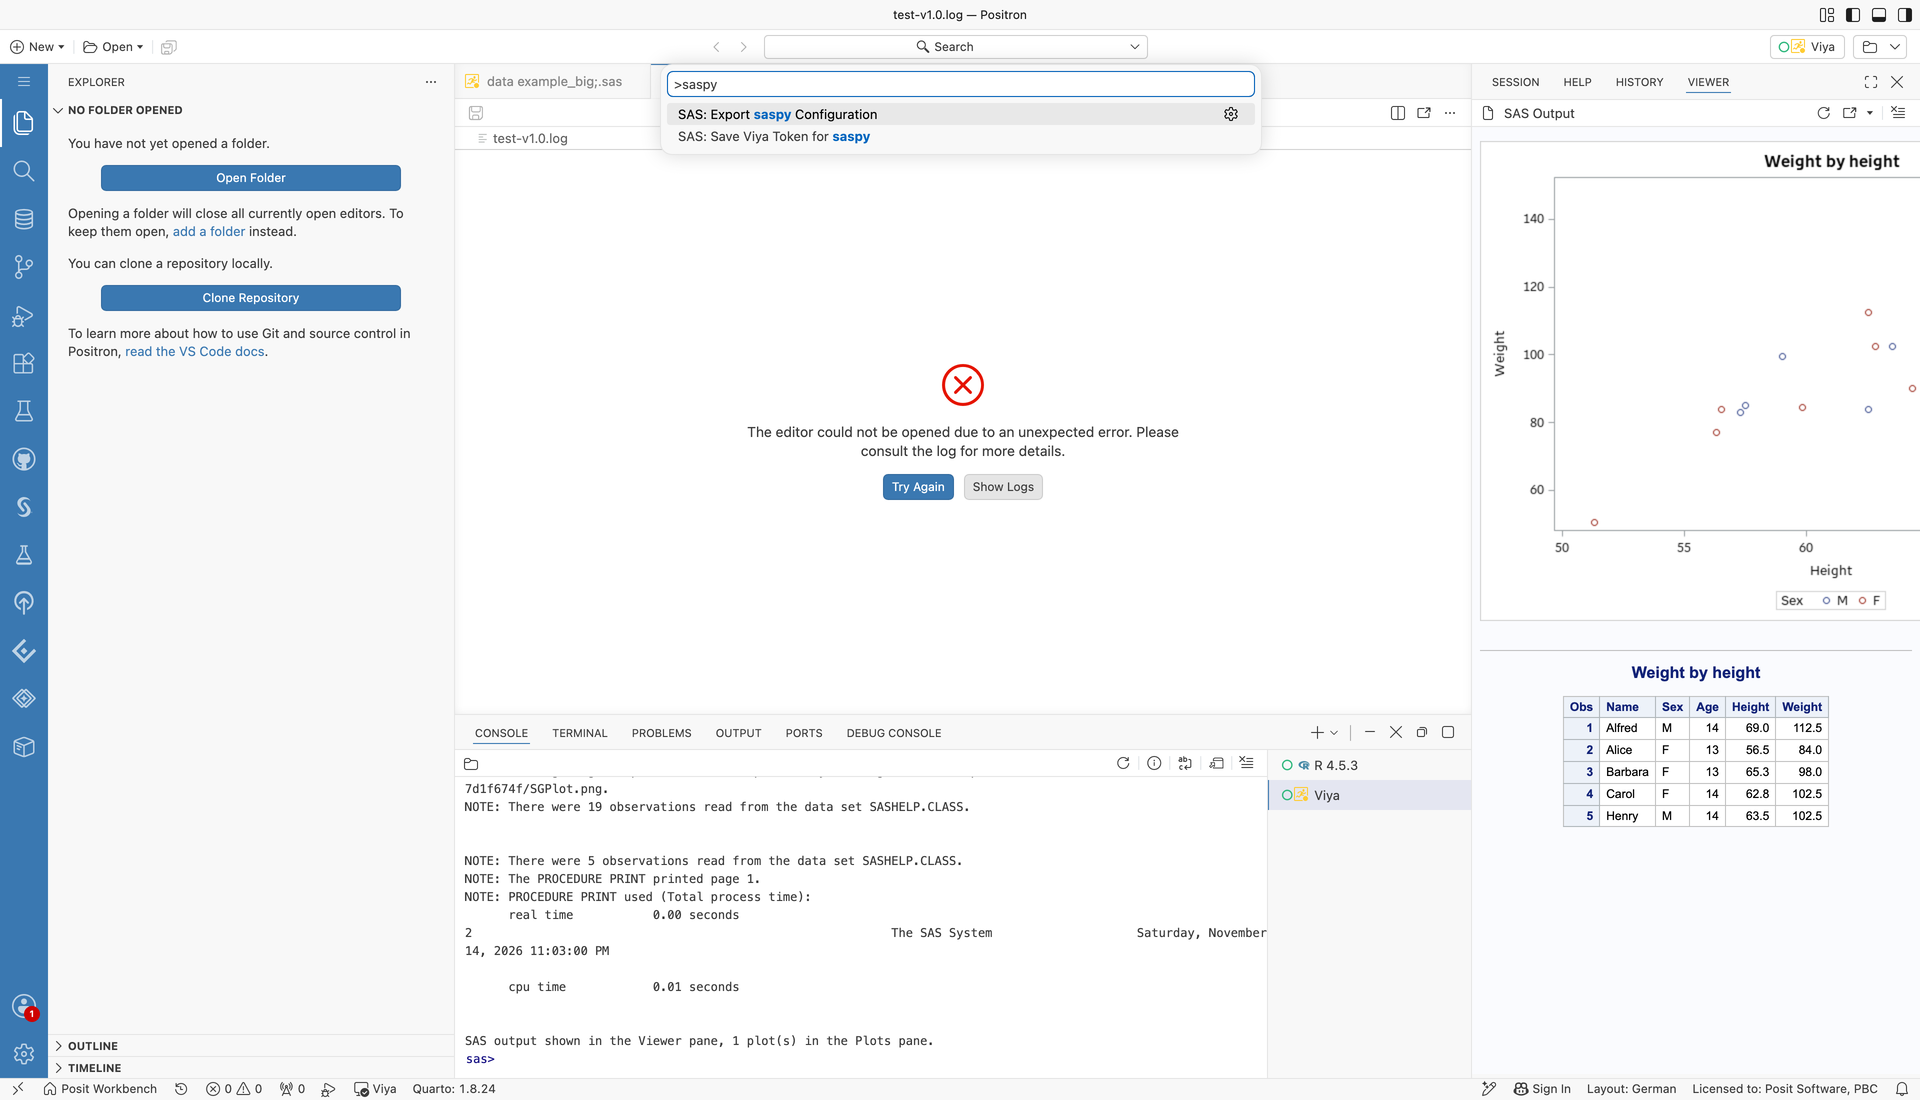 test-v1.0.log — Positron
New
Open
Search
Viya
EXPLORER
NO FOLDER OPENED
You have not yet opened a folder.
Open Folder
Opening a folder will close all currently open editors. To
keep them open, add a folder instead.
You can clone a repository locally.
Clone Repository
To learn more about how to use Git and source control in
Positron, read the VS Code docs.
OUTLINE
TIMELINE
1
data example_big;.sas
test-v1.0.log
>saspy
SAS: Export saspy Configuration
SAS: Save Viya Token for saspy
The editor could not be opened due to an unexpected error. Please
consult the log for more details.
Try Again
Show Logs
CONSOLE
TERMINAL
PROBLEMS
OUTPUT
PORTS
DEBUG CONSOLE
7d1f674f/SGPlot.png.
NOTE: There were 19 observations read from the data set SASHELP.CLASS.
NOTE: There were 5 observations read from the data set SASHELP.CLASS.
NOTE: The PROCEDURE PRINT printed page 1.
NOTE: PROCEDURE PRINT used (Total process time):
real time 0.00 seconds
2 The SAS System Saturday, November
14, 2026 11:03:00 PM
cpu time 0.01 seconds
SAS output shown in the Viewer pane, 1 plot(s) in the Plots pane.
sas>
R 4.5.3
Viya
SESSION
HELP
HISTORY
VIEWER
SAS Output
Weight by height
140
120
100
80
60
Weight
50 55 60
Height
Sex M F
Weight by height
Obs Name Sex Age Height Weight
1 Alfred M 14 69.0 112.5
2 Alice F 13 56.5 84.0
3 Barbara F 13 65.3 98.0
4 Carol F 14 62.8 102.5
5 Henry M 14 63.5 102.5
Posit Workbench
0 0
0
Viya
Quarto: 1.8.24
Sign In
Layout: German
Licensed to: Posit Software, PBC